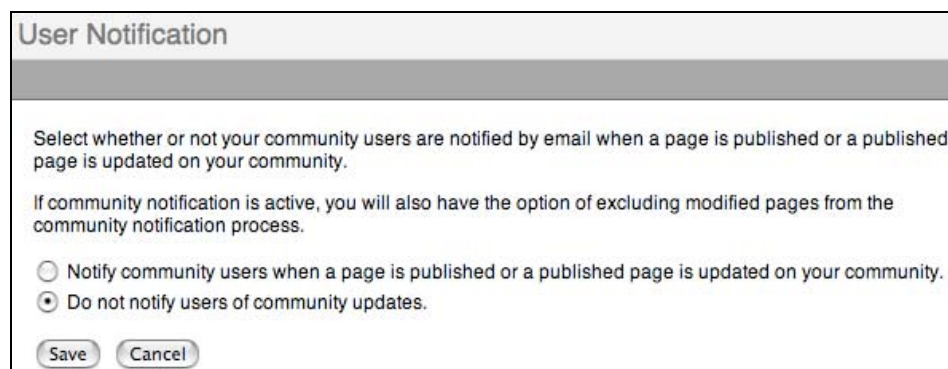 User Notification
Select whether or not your community users are notified by email when a page is published or a published
page is updated on your community.
If community notification is active, you will also have the option of excluding modified pages from the
community notification process.
Notify community users when a page is published or a published page is updated on your community.
Do not notify users of community updates.
Save Cancel